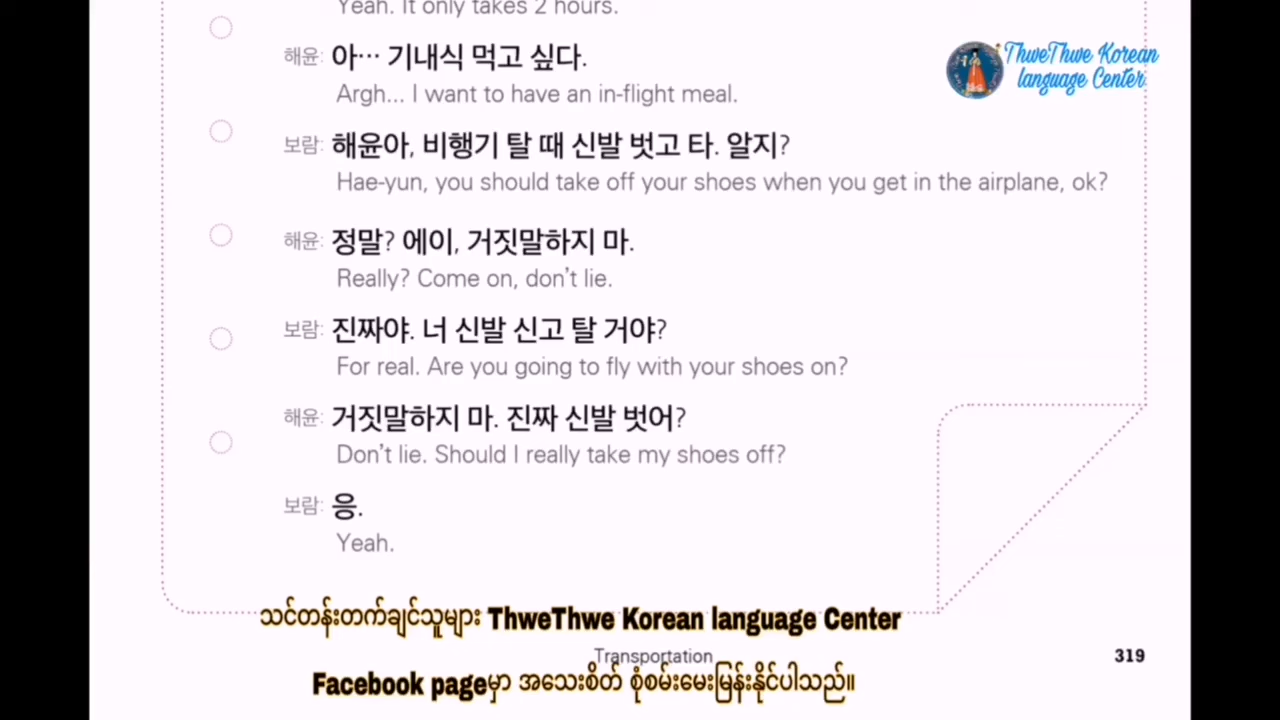 Yeah. It only takes 2 hours.
해윤: 아… 기내식 먹고 싶다.
Argh... I want to have an in-flight meal.
보람: 해윤아, 비행기 탈 때 신발 벗고 타. 알지?
Hae-yun, you should take off your shoes when you get in the airplane, ok?
해윤: 정말? 에이, 거짓말하지 마.
Really? Come on, don't lie.
보람: 진짜야. 너 신발 신고 탈 거야?
For real. Are you going to fly with your shoes on?
해윤: 거짓말하지 마. 진짜 신발 벗어?
Don't lie. Should I really take my shoes off?
보람: 응.
Yeah.
ThweThwe Korean
language Center
သင်တန်းတက်ချင်သူများ ThweThwe Korean language Center
Transportation
319
Facebook pageမှာ အသေးစိတ် စုံစမ်းမေးမြန်းနိုင်ပါသည်။